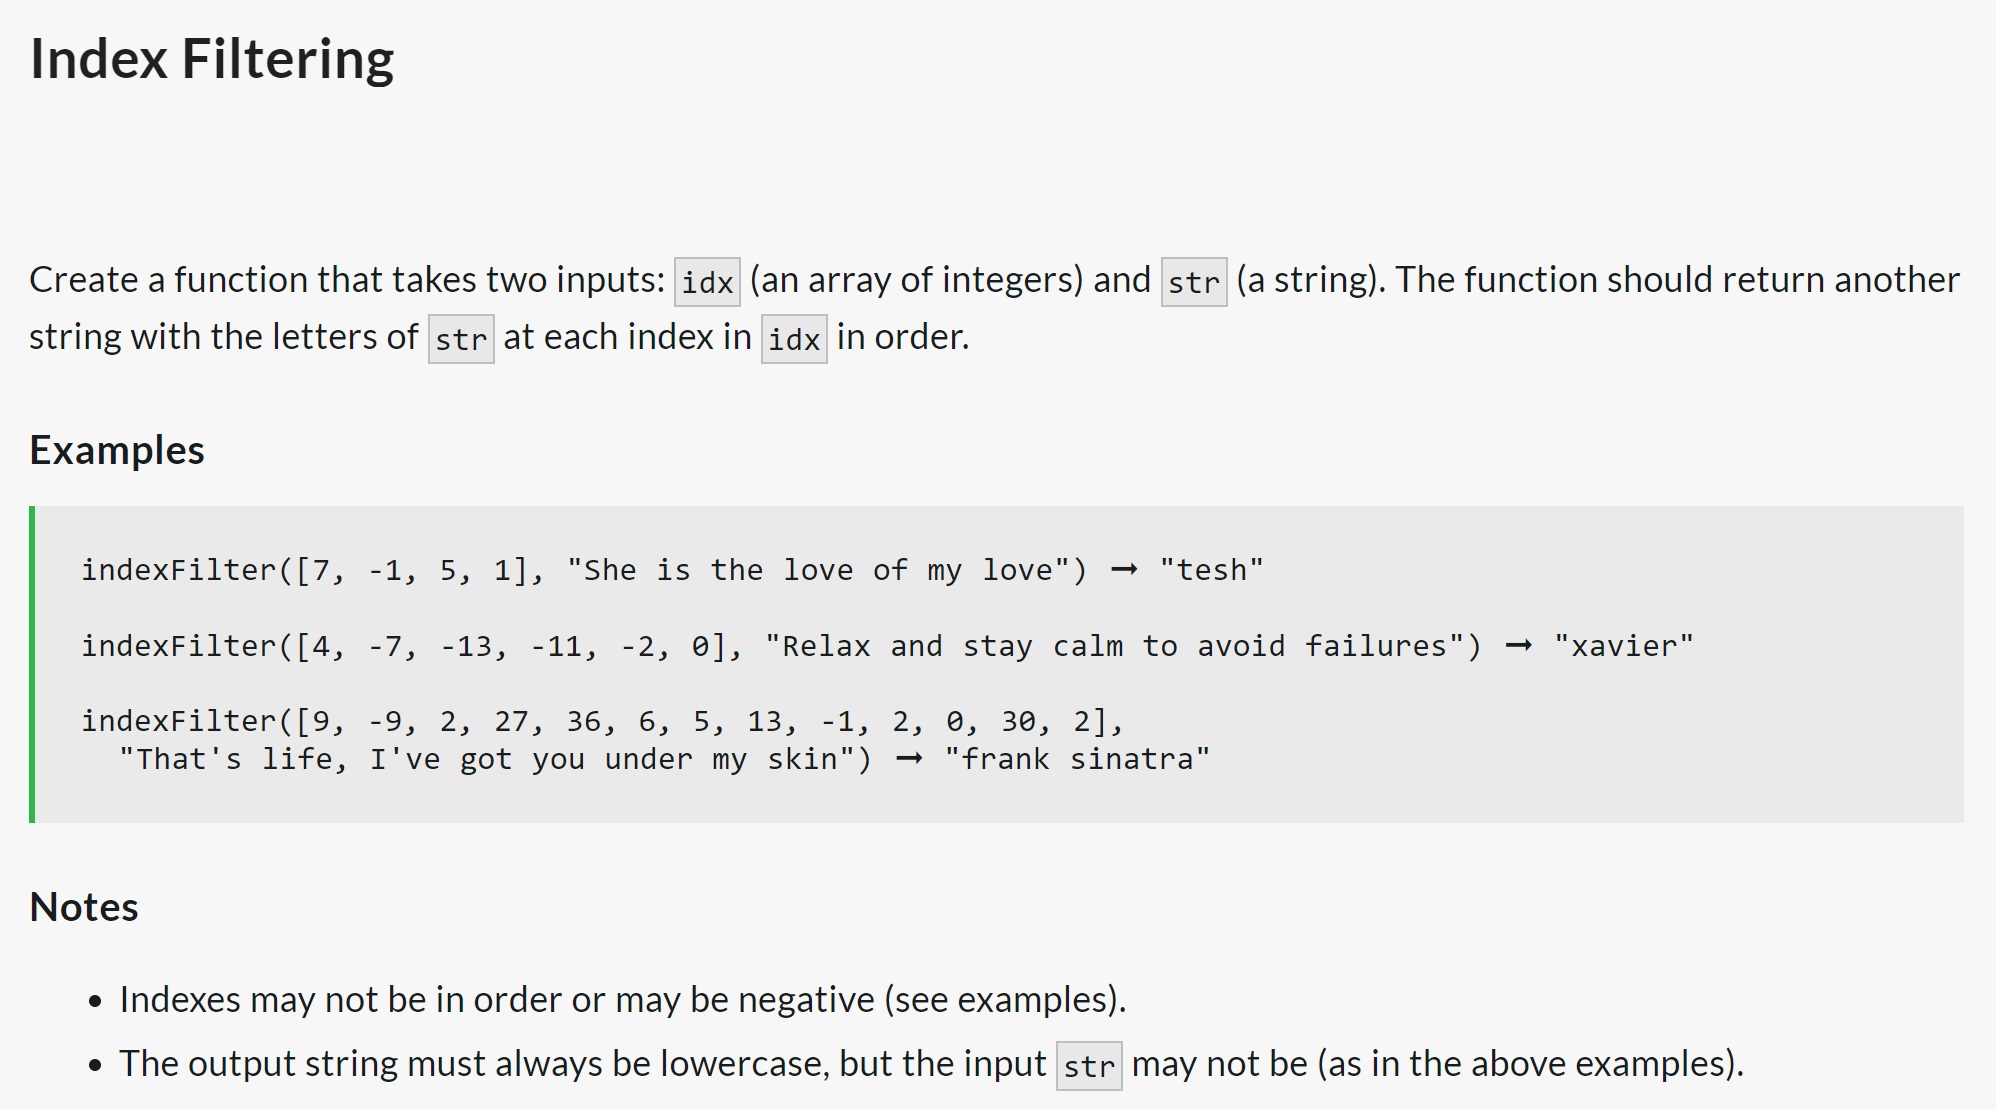 Index Filtering
Create a function that takes two inputs: idx (an array of integers) and str (a string). The function should return another
string with the letters of str at each index in idx in order.
Examples
indexFilter([7, -1, 5, 1], "She is the love of my love") ➞ "tesh"
indexFilter([4, -7, -13, -11, -2, 0], "Relax and stay calm to avoid failures") ➞ "xavier"
indexFilter([9, -9, 2, 27, 36, 6, 5, 13, -1, 2, 0, 30, 2],
"That's life, I've got you under my skin") ➞ "frank sinatra"
Notes
• Indexes may not be in order or may be negative (see examples).
• The output string must always be lowercase, but the input str may not be (as in the above examples).